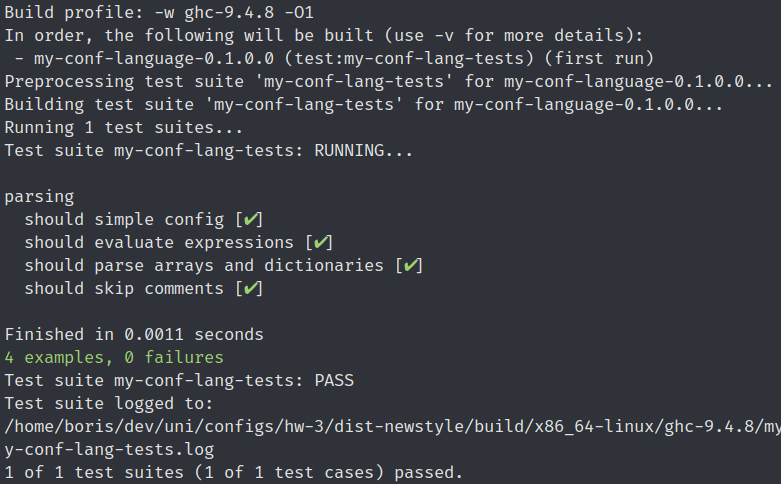 Build profile: -w ghc-9.4.8 -O1
In order, the following will be built (use -v for more details):
 - my-conf-language-0.1.0.0 (test:my-conf-lang-tests) (first run)
Preprocessing test suite 'my-conf-lang-tests' for my-conf-language-0.1.0.0...
Building test suite 'my-conf-lang-tests' for my-conf-language-0.1.0.0...
Running 1 test suites...
Test suite my-conf-lang-tests: RUNNING...

parsing
  should simple config [✔]
  should evaluate expressions [✔]
  should parse arrays and dictionaries [✔]
  should skip comments [✔]

Finished in 0.0011 seconds
4 examples, 0 failures
Test suite my-conf-lang-tests: PASS
Test suite logged to:
/home/boris/dev/uni/configs/hw-3/dist-newstyle/build/x86_64-linux/ghc-9.4.8/my
y-conf-lang-tests.log
1 of 1 test suites (1 of 1 test cases) passed.